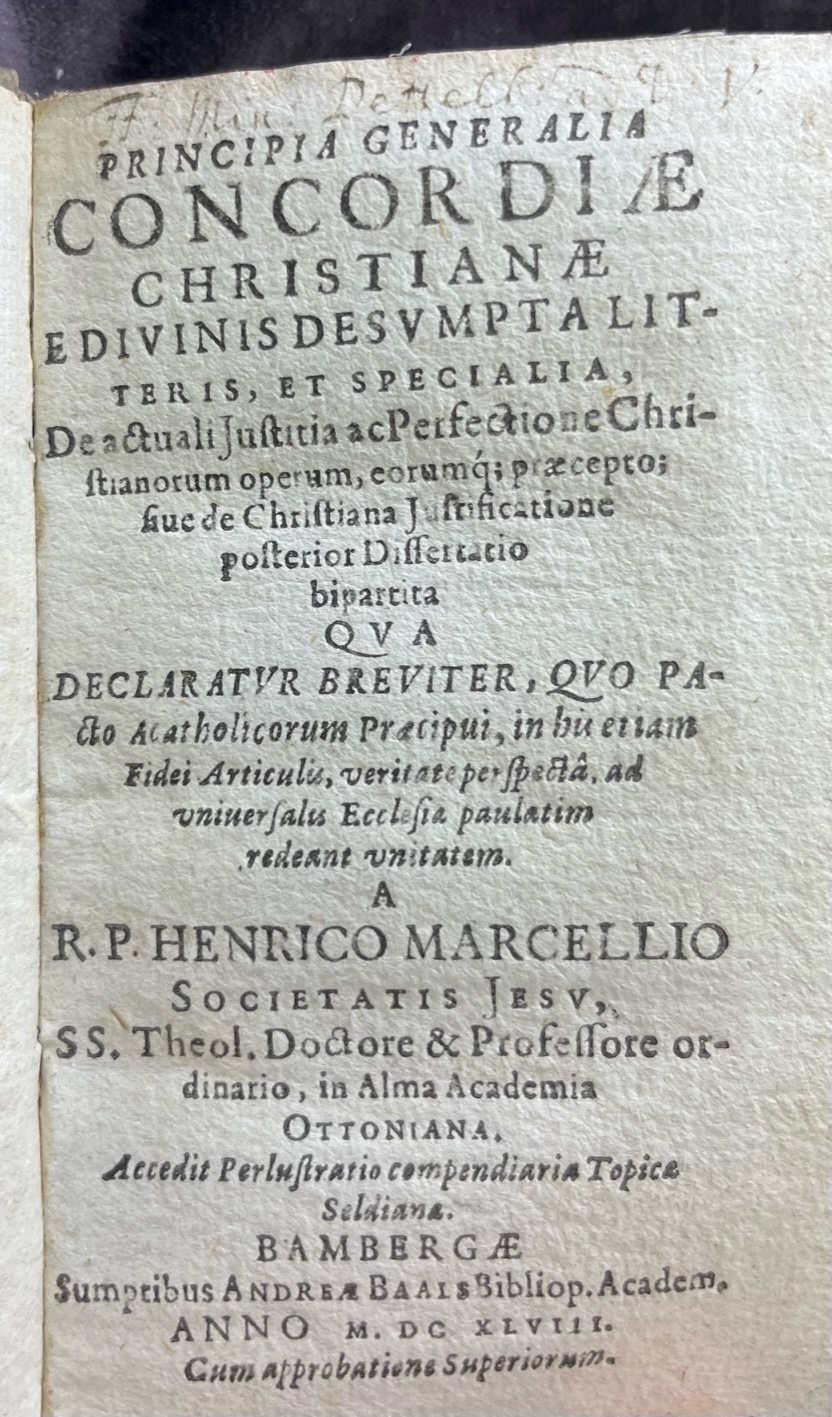 FF. Min.
PRINCIPIA GENERALIA
CONCORDIÆ
CHRISTIANÆ
E DIVINIS DESVMPTA LIT-
TERIS, ET SPECIALIA,
De actuali Juſtitia ac Perfectione Chri-
ſtianorum operum, eorumq́; præcepto;
ſiue de Chriſtiana Juſtificatione
poſterior Diſſertatio
bipartita
QVA
DECLARATVR BREVITER, QVO PA-
cto Acatholicorum Præcipui, in his etiam
Fidei Articulis, veritate perſpectâ, ad
vniuerſalis Eccleſiæ paulatim
redeant vnitatem.
A
R. P. HENRICO MARCELLIO
SOCIETATIS JESV,
SS. Theol. Doctore & Profeſſore or-
dinario, in Alma Academia
OTTONIANA.
Accedit Perluſtratio compendiaria Topicæ
Seldianæ.
BAMBERGÆ
Sumptibus ANDREÆ BAALS Bibliop. Academ.
ANNO M. DC XLVIII.
Cum approbatione Superiorum.